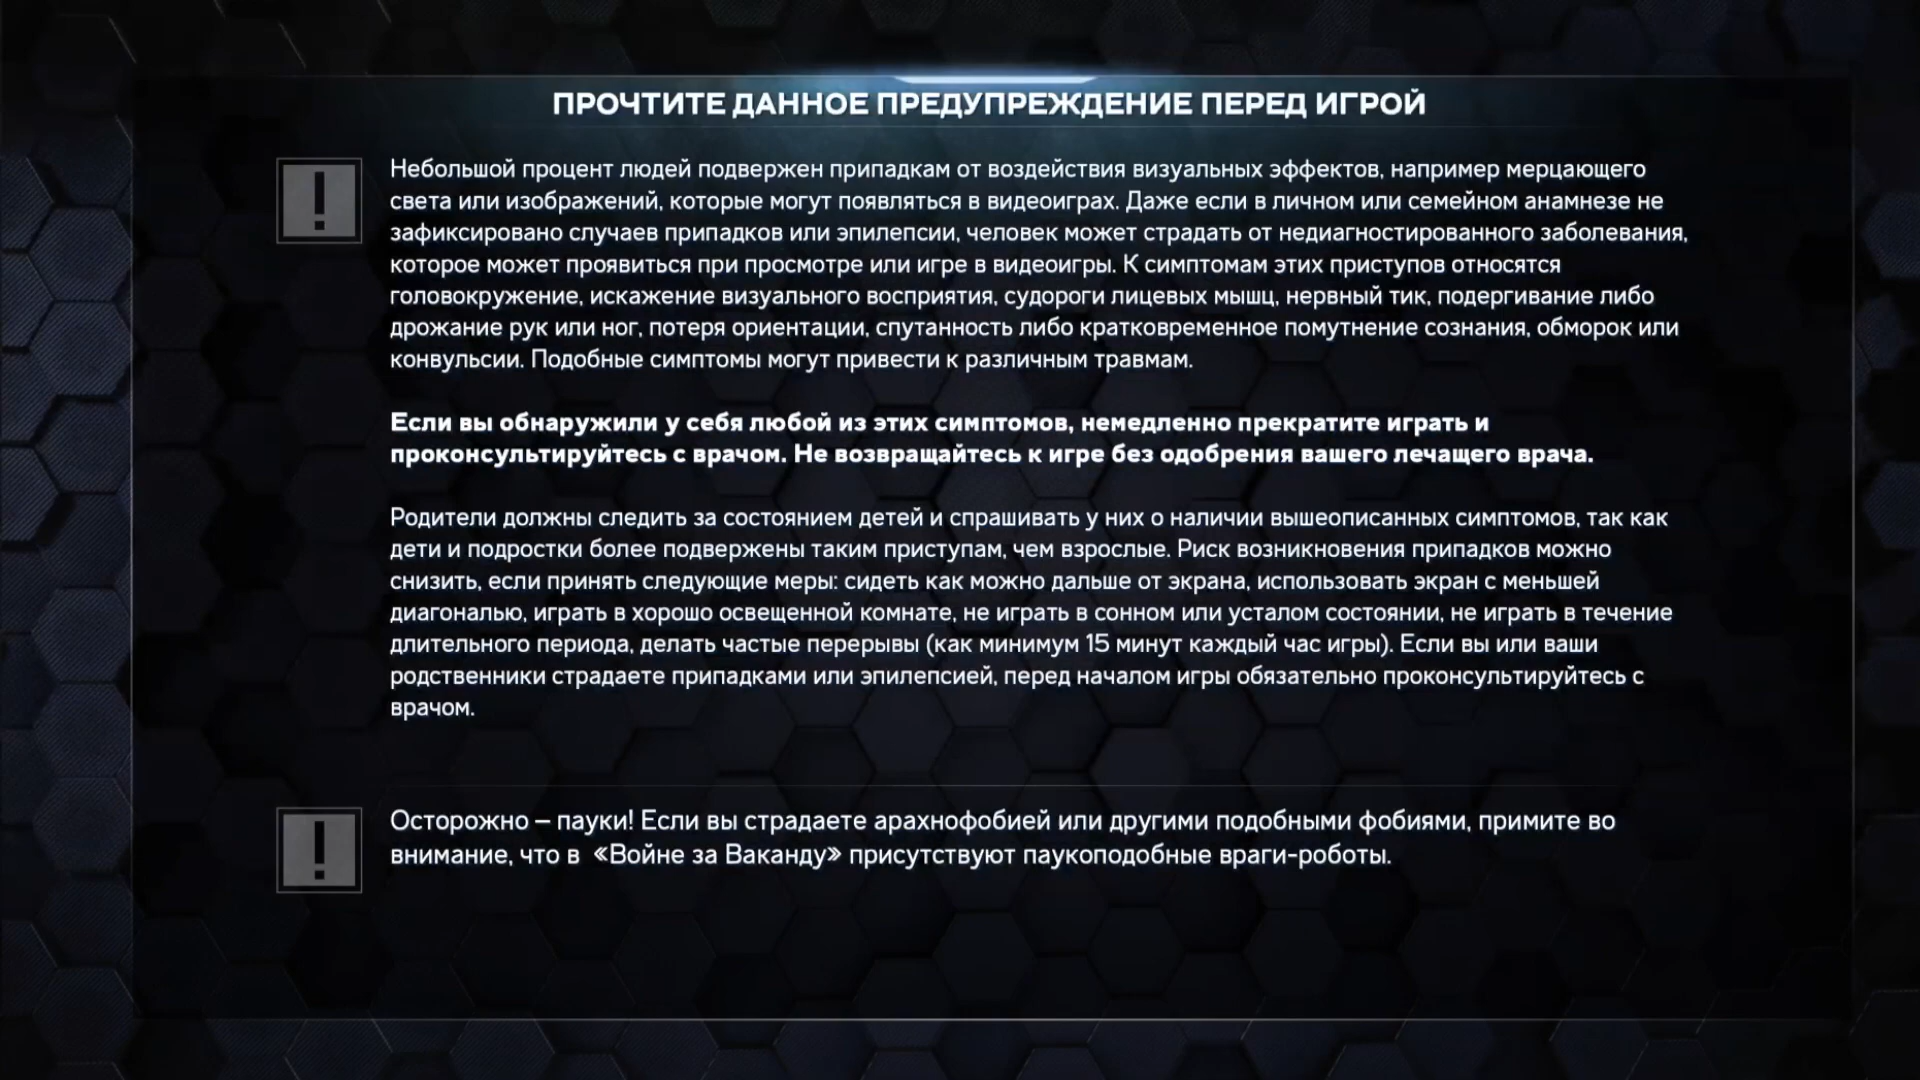 ПРОЧТИТЕ ДАННОЕ ПРЕДУПРЕЖДЕНИЕ ПЕРЕД ИГРОЙ
Небольшой процент людей подвержен припадкам от воздействия визуальных эффектов, например мерцающего
света или изображений, которые могут появляться в видеоиграх. Даже если в личном или семейном анамнезе не
зафиксировано случаев припадков или эпилепсии, человек может страдать от недиагностированного заболевания,
которое может проявиться при просмотре или игре в видеоигры. К симптомам этих приступов относятся
головокружение, искажение визуального восприятия, судороги лицевых мышц, нервный тик, подергивание либо
дрожание рук или ног, потеря ориентации, спутанность либо кратковременное помутнение сознания, обморок или
конвульсии. Подобные симптомы могут привести к различным травмам.
Если вы обнаружили у себя любой из этих симптомов, немедленно прекратите играть и
проконсультируйтесь с врачом. Не возвращайтесь к игре без одобрения вашего лечащего врача.
Родители должны следить за состоянием детей и спрашивать у них о наличии вышеописанных симптомов, так как
дети и подростки более подвержены таким приступам, чем взрослые. Риск возникновения припадков можно
снизить, если принять следующие меры: сидеть как можно дальше от экрана, использовать экран с меньшей
диагональю, играть в хорошо освещенной комнате, не играть в сонном или усталом состоянии, не играть в течение
длительного периода, делать частые перерывы (как минимум 15 минут каждый час игры). Если вы или ваши
родственники страдаете припадками или эпилепсией, перед началом игры обязательно проконсультируйтесь с
врачом.
Осторожно – пауки! Если вы страдаете арахнофобией или другими подобными фобиями, примите во
внимание, что в «Войне за Ваканду» присутствуют паукоподобные враги-роботы.